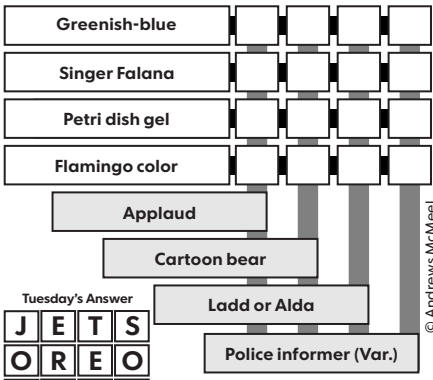 Greenish-blue
Singer Falana
Petri dish gel
Flamingo color
Applaud
Cartoon bear
Ladd or Alda
Police informer (Var.)
Tuesday's Answer
J E T S
O R E O
© Andrews McMeel